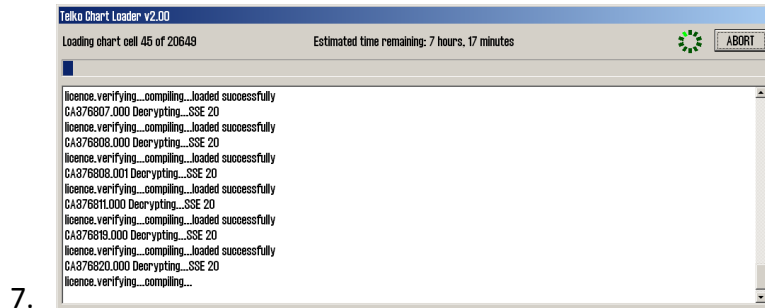 Telko Chart Loader v2.00
Loading chart cell 45 of 20649 Estimated time remaining: 7 hours, 17 minutes ABORT
licence.verifying...compiling...loaded successfully
CA376807.000 Decrypting...SSE 20
licence.verifying...compiling...loaded successfully
CA376808.000 Decrypting...SSE 20
licence.verifying...compiling...loaded successfully
CA376808.001 Decrypting...SSE 20
licence.verifying...compiling...loaded successfully
CA376811.000 Decrypting...SSE 20
licence.verifying...compiling...loaded successfully
CA376819.000 Decrypting...SSE 20
licence.verifying...compiling...loaded successfully
CA376820.000 Decrypting...SSE 20
licence.verifying...compiling...
7.